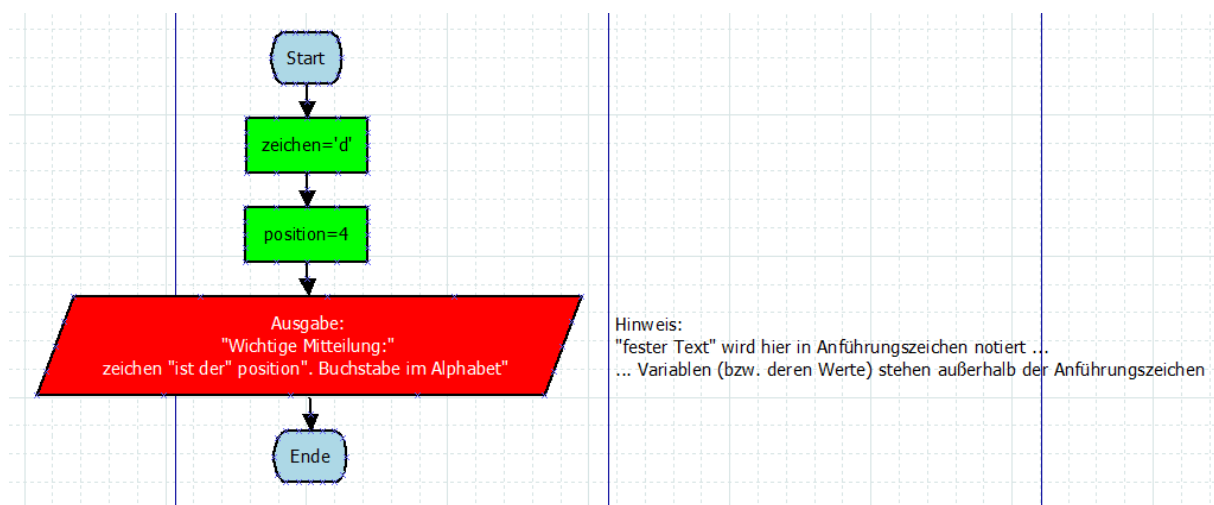 Start
zeichen='d'
position=4
Ausgabe:
"Wichtige Mitteilung:"
zeichen "ist der" position". Buchstabe im Alphabet"
Hinweis:
"fester Text" wird hier in Anführungszeichen notiert ...
... Variablen (bzw. deren Werte) stehen außerhalb der Anführungszeichen
Ende